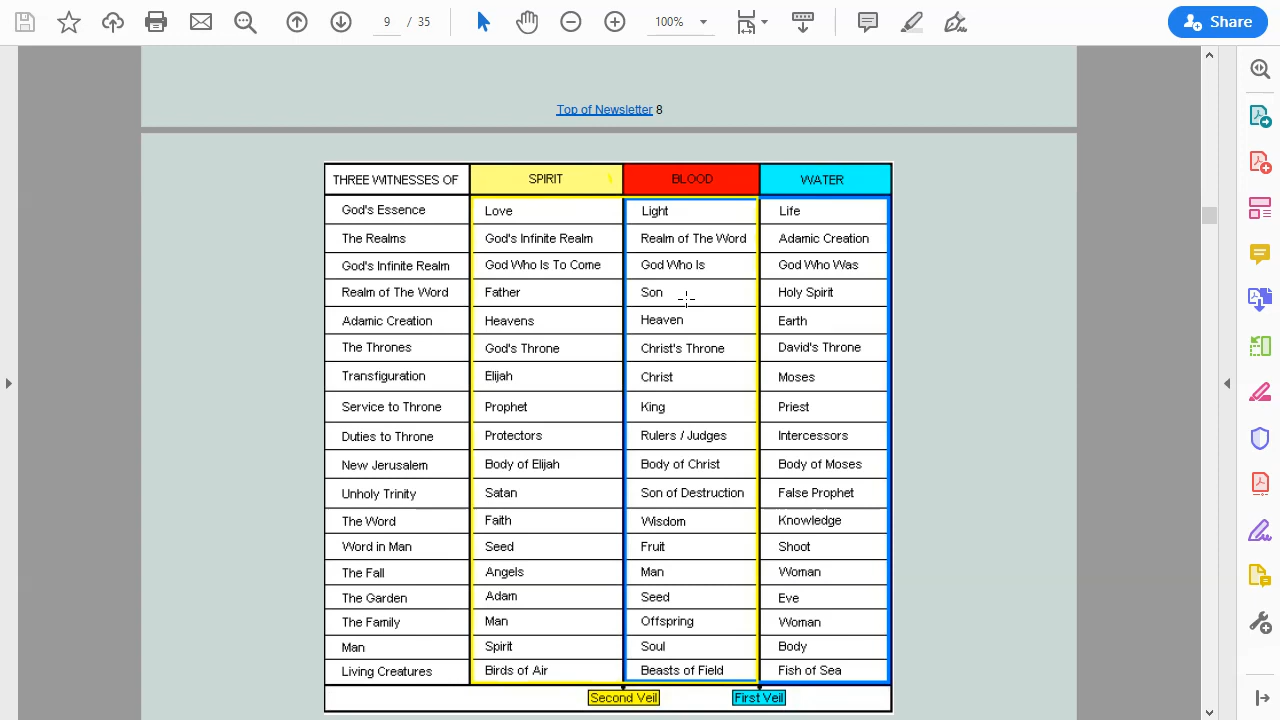 9 / 35 100% Share
Top of Newsletter 8
THREE WITNESSES OF SPIRIT BLOOD WATER
God's Essence Love Light Life
The Realms God's Infinite Realm Realm of The Word Adamic Creation
God's Infinite Realm God Who Is To Come God Who Is God Who Was
Realm of The Word Father Son Holy Spirit
Adamic Creation Heavens Heaven Earth
The Thrones God's Throne Christ's Throne David's Throne
Transfiguration Elijah Christ Moses
Service to Throne Prophet King Priest
Duties to Throne Protectors Rulers / Judges Intercessors
New Jerusalem Body of Elijah Body of Christ Body of Moses
Unholy Trinity Satan Son of Destruction False Prophet
The Word Faith Wisdom Knowledge
Word in Man Seed Fruit Shoot
The Fall Angels Man Woman
The Garden Adam Seed Eve
The Family Man Offspring Woman
Man Spirit Soul Body
Living Creatures Birds of Air Beasts of Field Fish of Sea
Second Veil First Veil